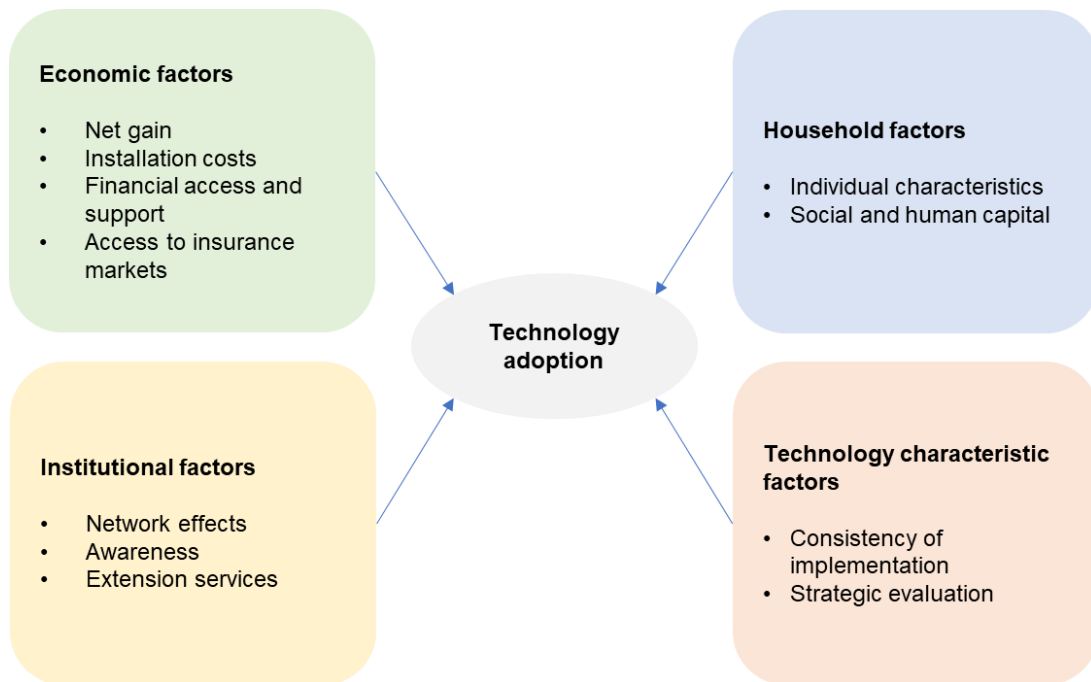 Economic factors
• Net gain
• Installation costs
• Financial access and
support
• Access to insurance
markets
Household factors
• Individual characteristics
• Social and human capital
Technology
adoption
Institutional factors
• Network effects
• Awareness
• Extension services
Technology characteristic
factors
• Consistency of
implementation
• Strategic evaluation